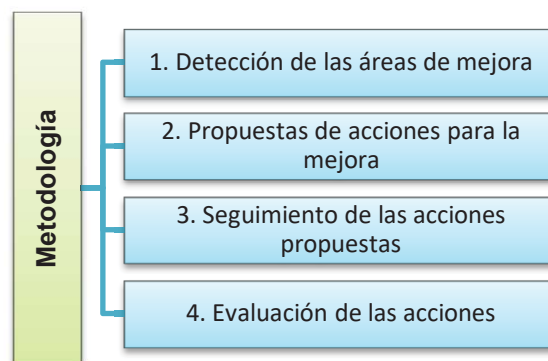 Metodología
1. Detección de las áreas de mejora
2. Propuestas de acciones para la
mejora
3. Seguimiento de las acciones
propuestas
4. Evaluación de las acciones